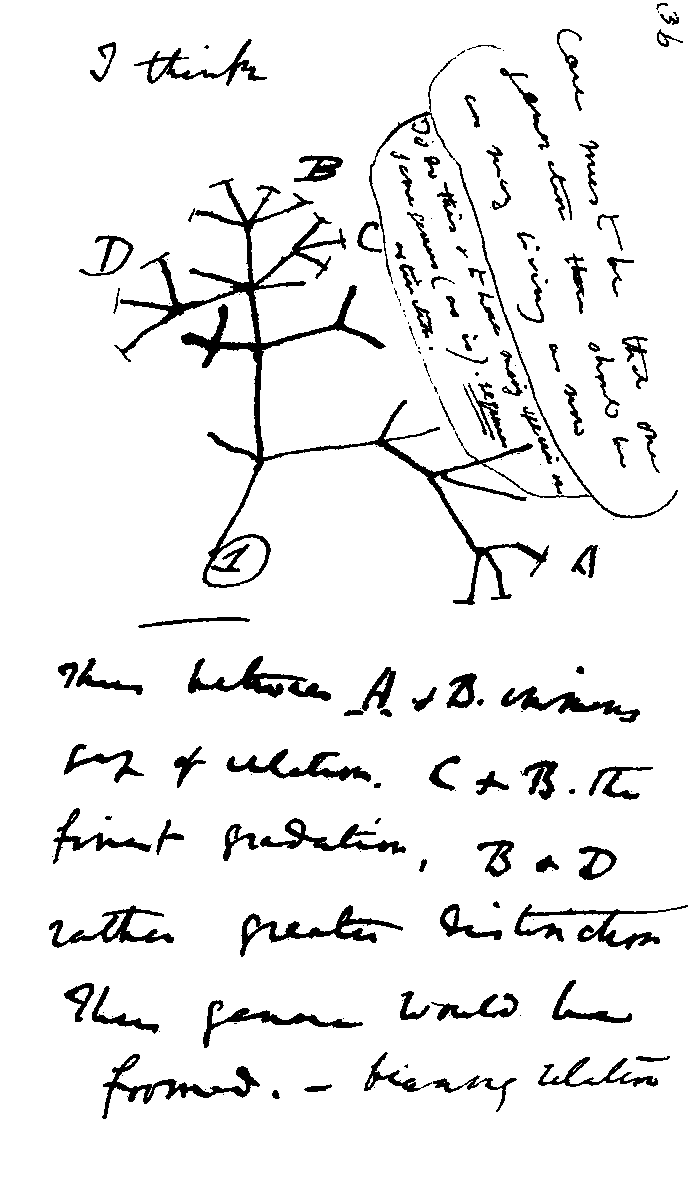 36
I think
Case must be that one
generation then should be
as many living as now
To do this & to have many species in
same genus (as is). requires
extinction.
B
C
D
A
1
Thus between A & B. immens
gap of relation. C & B. the
finest gradation, B & D
rather greater distinction
Thus genera would be
formed. — bearing relation